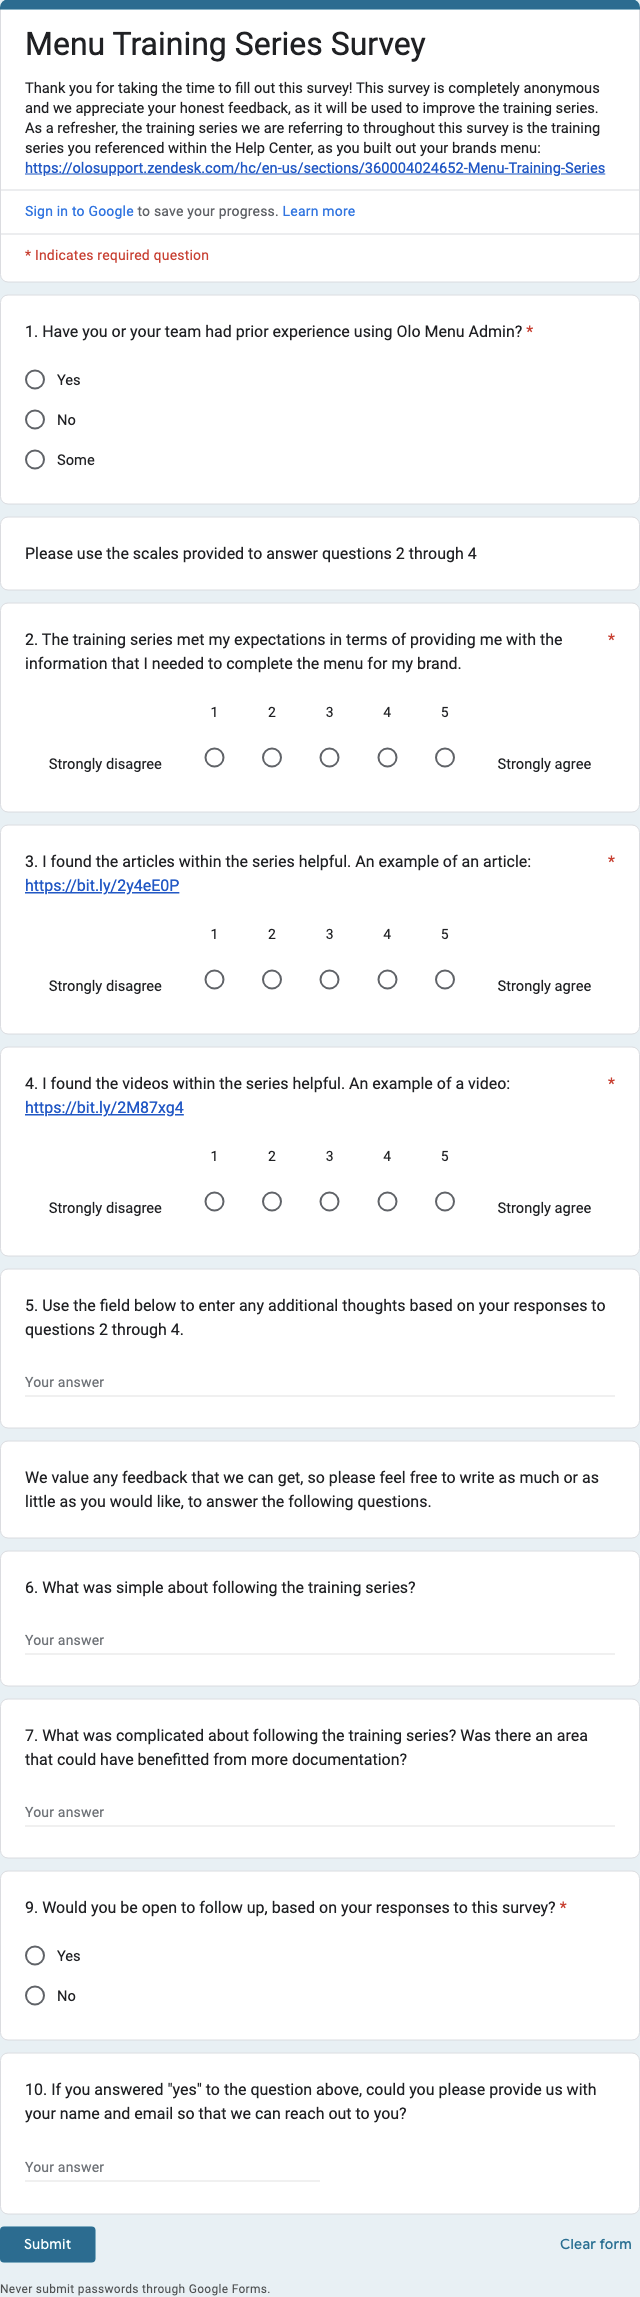 Menu Training Series Survey
Thank you for taking the time to fill out this survey! This survey is completely anonymous
and we appreciate your honest feedback, as it will be used to improve the training series.
As a refresher, the training series we are referring to throughout this survey is the training
series you referenced within the Help Center, as you built out your brands menu:
https://olosupport.zendesk.com/hc/en-us/sections/360004024652-Menu-Training-Series
Sign in to Google to save your progress. Learn more
* Indicates required question
1. Have you or your team had prior experience using Olo Menu Admin? *
Yes
No
Some
Please use the scales provided to answer questions 2 through 4
2. The training series met my expectations in terms of providing me with the *
information that I needed to complete the menu for my brand.
1 2 3 4 5
Strongly disagree Strongly agree
3. I found the articles within the series helpful. An example of an article: *
https://bit.ly/2y4eE0P
1 2 3 4 5
Strongly disagree Strongly agree
4. I found the videos within the series helpful. An example of a video: *
https://bit.ly/2M87xg4
1 2 3 4 5
Strongly disagree Strongly agree
5. Use the field below to enter any additional thoughts based on your responses to
questions 2 through 4.
Your answer
We value any feedback that we can get, so please feel free to write as much or as
little as you would like, to answer the following questions.
6. What was simple about following the training series?
Your answer
7. What was complicated about following the training series? Was there an area
that could have benefitted from more documentation?
Your answer
9. Would you be open to follow up, based on your responses to this survey? *
Yes
No
10. If you answered "yes" to the question above, could you please provide us with
your name and email so that we can reach out to you?
Your answer
Submit Clear form
Never submit passwords through Google Forms.